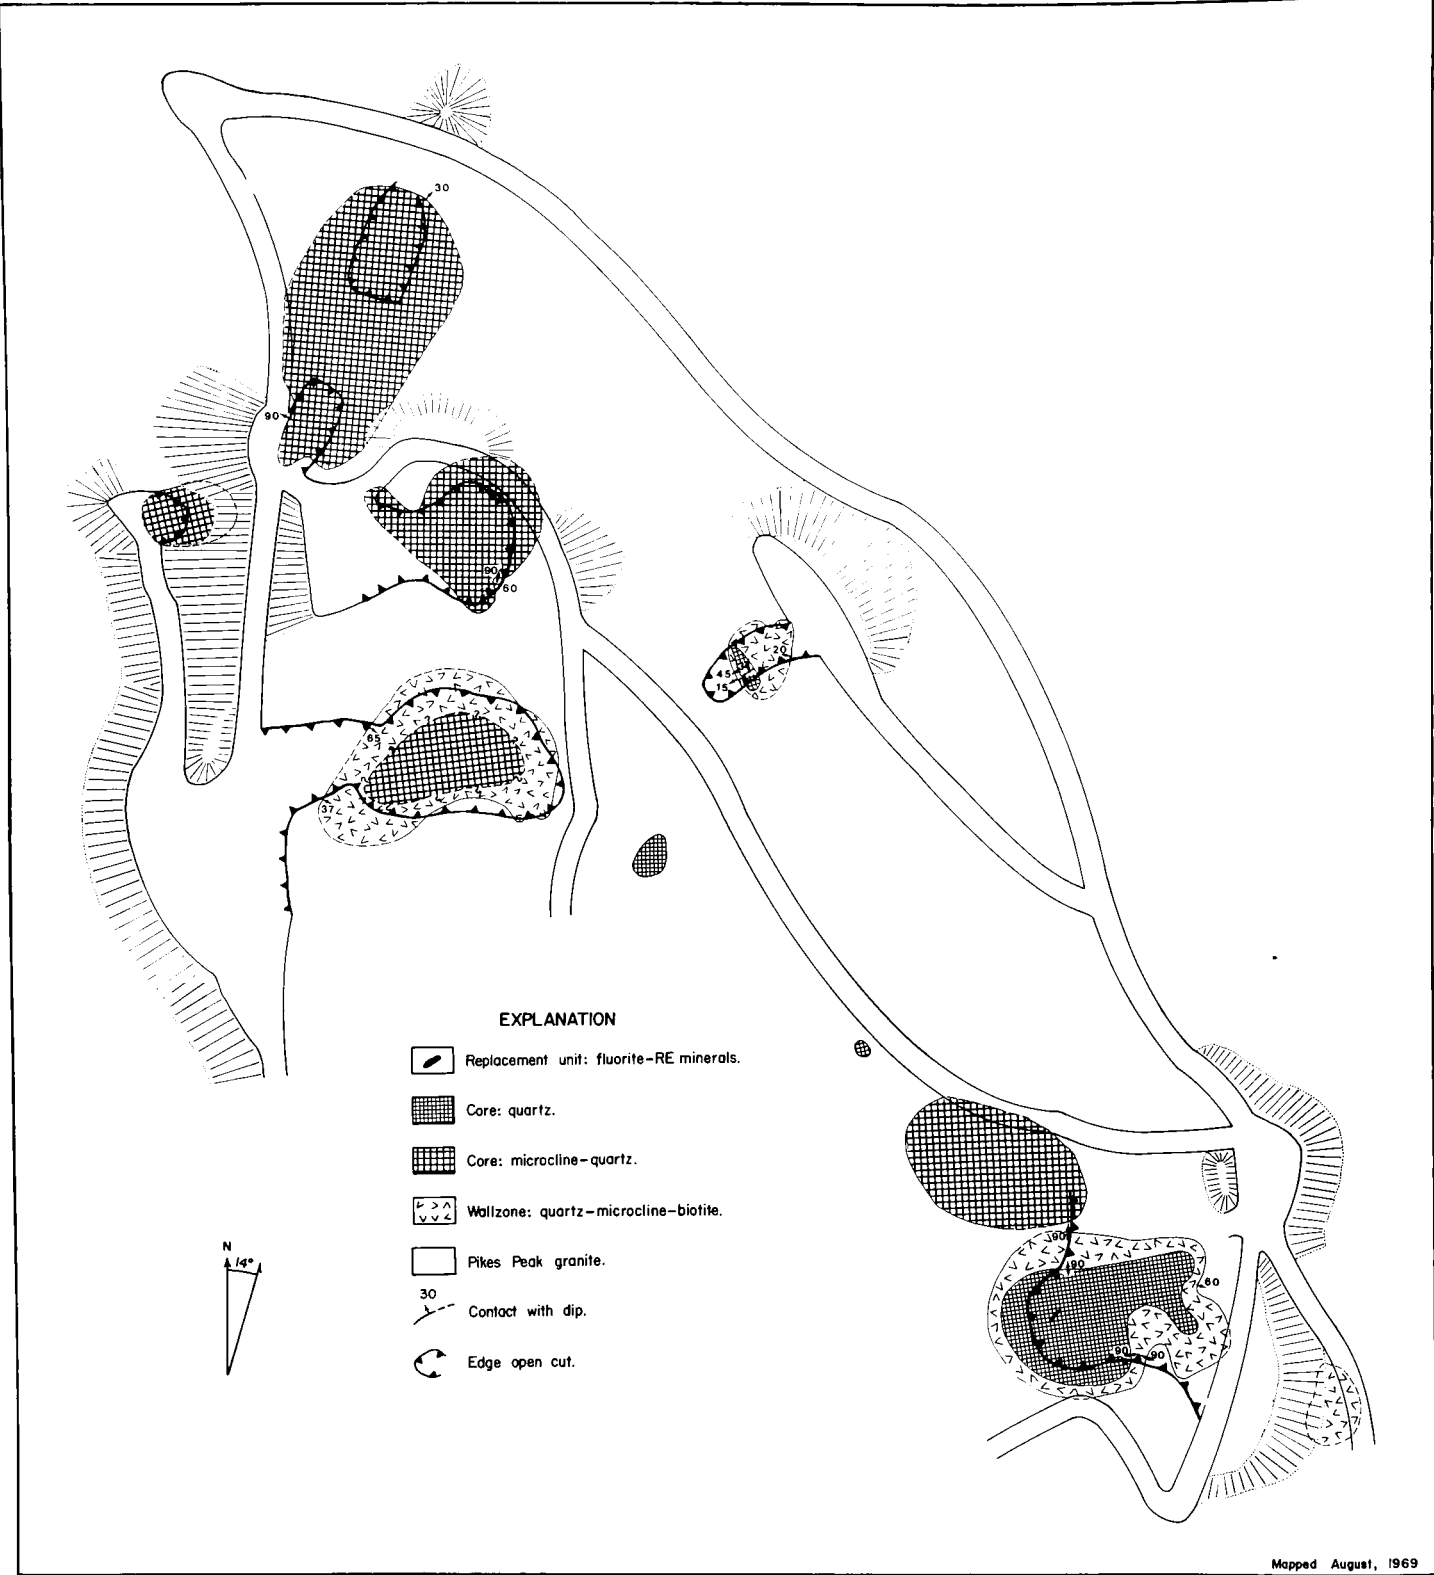 30
90
90
60
20
45
15
65
37
EXPLANATION
Replacement unit: fluorite-RE minerals.
Core: quartz.
Core: microcline-quartz.
Wallzone: quartz-microcline-biotite.
Pikes Peak granite.
30
Contact with dip.
Edge open cut.
N
14°
90
90
60
90
90
Mapped August, 1969